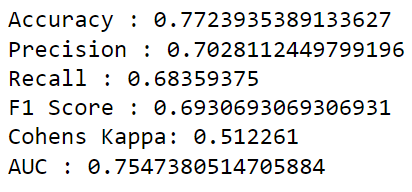 Accuracy : 0.7723935389133627
Precision : 0.7028112449799196
Recall : 0.68359375
F1 Score : 0.6930693069306931
Cohens Kappa: 0.512261
AUC : 0.7547380514705884